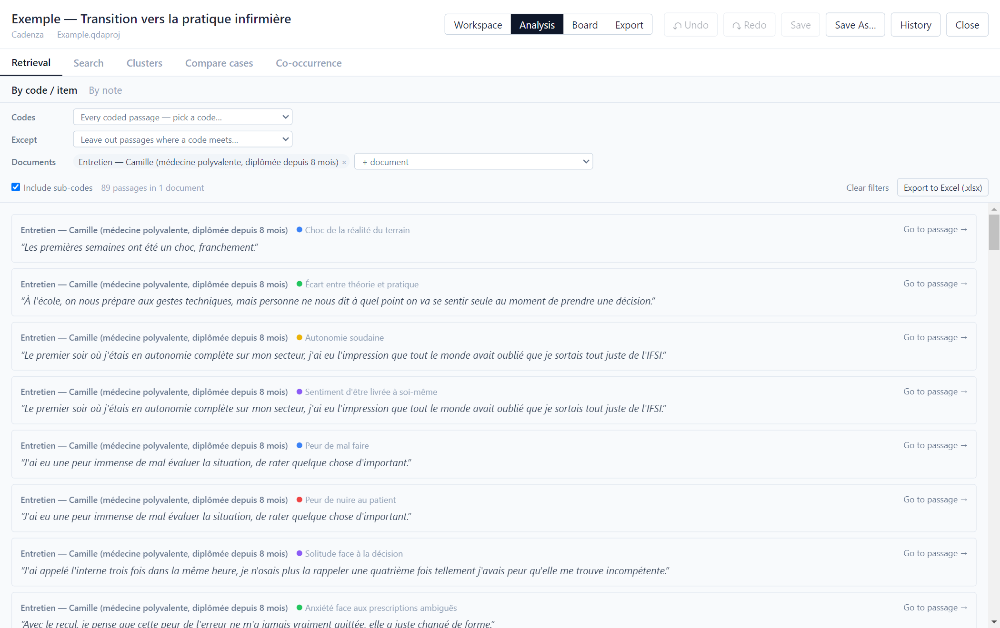 Exemple — Transition vers la pratique infirmière
Cadenza — Example.qdaproj
Workspace Analysis Board Export Undo Redo Save Save As... History Close
Retrieval Search Clusters Compare cases Co-occurrence
By code / item By note
Codes Every coded passage — pick a code...
Except Leave out passages where a code meets...
Documents Entretien — Camille (médecine polyvalente, diplômée depuis 8 mois) × + document
Include sub-codes 89 passages in 1 document Clear filters Export to Excel (.xlsx)
Entretien — Camille (médecine polyvalente, diplômée depuis 8 mois) Choc de la réalité du terrain Go to passage →
“Les premières semaines ont été un choc, franchement.”
Entretien — Camille (médecine polyvalente, diplômée depuis 8 mois) Écart entre théorie et pratique Go to passage →
“À l'école, on nous prépare aux gestes techniques, mais personne ne nous dit à quel point on va se sentir seule au moment de prendre une décision.”
Entretien — Camille (médecine polyvalente, diplômée depuis 8 mois) Autonomie soudaine Go to passage →
“Le premier soir où j'étais en autonomie complète sur mon secteur, j'ai eu l'impression que tout le monde avait oublié que je sortais tout juste de l'IFSI.”
Entretien — Camille (médecine polyvalente, diplômée depuis 8 mois) Sentiment d'être livrée à soi-même Go to passage →
“Le premier soir où j'étais en autonomie complète sur mon secteur, j'ai eu l'impression que tout le monde avait oublié que je sortais tout juste de l'IFSI.”
Entretien — Camille (médecine polyvalente, diplômée depuis 8 mois) Peur de mal faire Go to passage →
“J'ai eu une peur immense de mal évaluer la situation, de rater quelque chose d'important.”
Entretien — Camille (médecine polyvalente, diplômée depuis 8 mois) Peur de nuire au patient Go to passage →
“J'ai eu une peur immense de mal évaluer la situation, de rater quelque chose d'important.”
Entretien — Camille (médecine polyvalente, diplômée depuis 8 mois) Solitude face à la décision Go to passage →
“J'ai appelé l'interne trois fois dans la même heure, je n'osais plus la rappeler une quatrième fois tellement j'avais peur qu'elle me trouve incompétente.”
Entretien — Camille (médecine polyvalente, diplômée depuis 8 mois) Anxiété face aux prescriptions ambiguës Go to passage →
“Avec le recul, je pense que cette peur de l'erreur ne m'a jamais vraiment quittée, elle a juste changé de forme.”